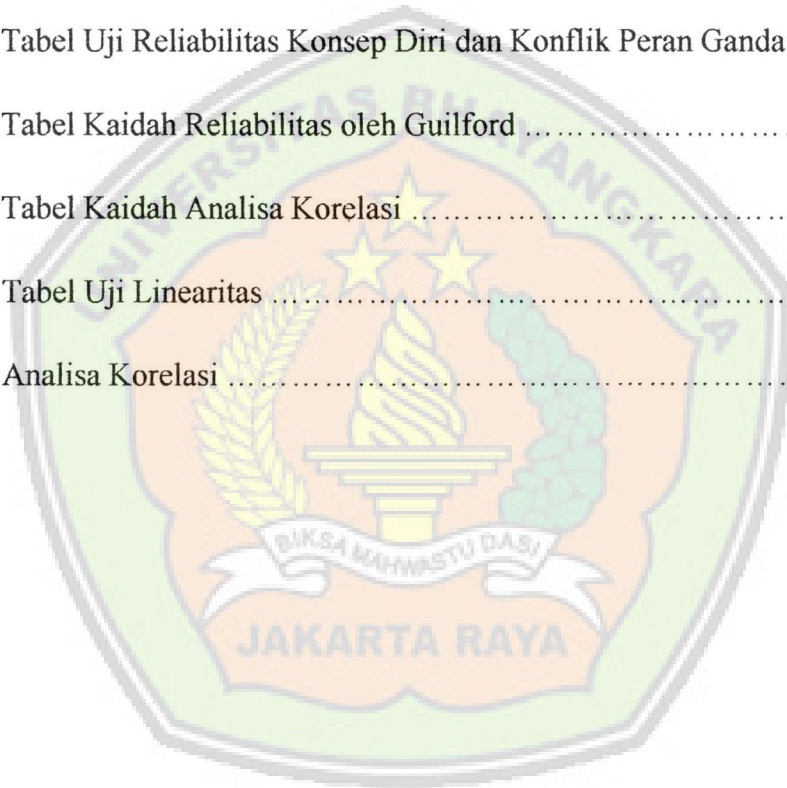 Tabel Uji Reliabilitas Konsep Diri dan Konflik Peran Ganda
Tabel Kaidah Reliabilitas oleh Guilford ........................
Tabel Kaidah Analisa Korelasi ....................................
Tabel Uji Linearitas ..................................................
Analisa Korelasi ......................................................
UNIVERSITAS BHAYANGKARA
BIKSA MAHWASTU DASI
JAKARTA RAYA